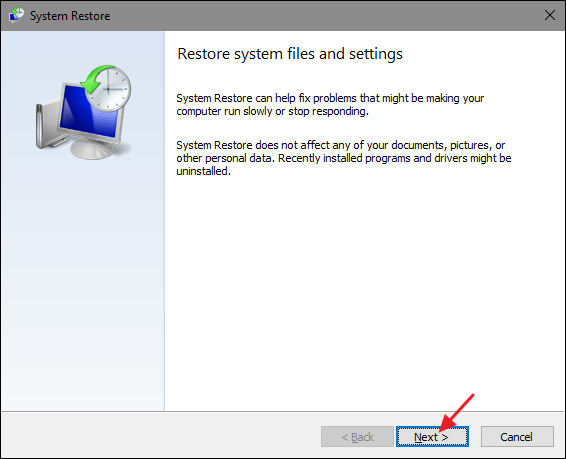 System Restore
Restore system files and settings
System Restore can help fix problems that might be making your
computer run slowly or stop responding.
System Restore does not affect any of your documents, pictures, or
other personal data. Recently installed programs and drivers might be
uninstalled.
< Back Next > Cancel